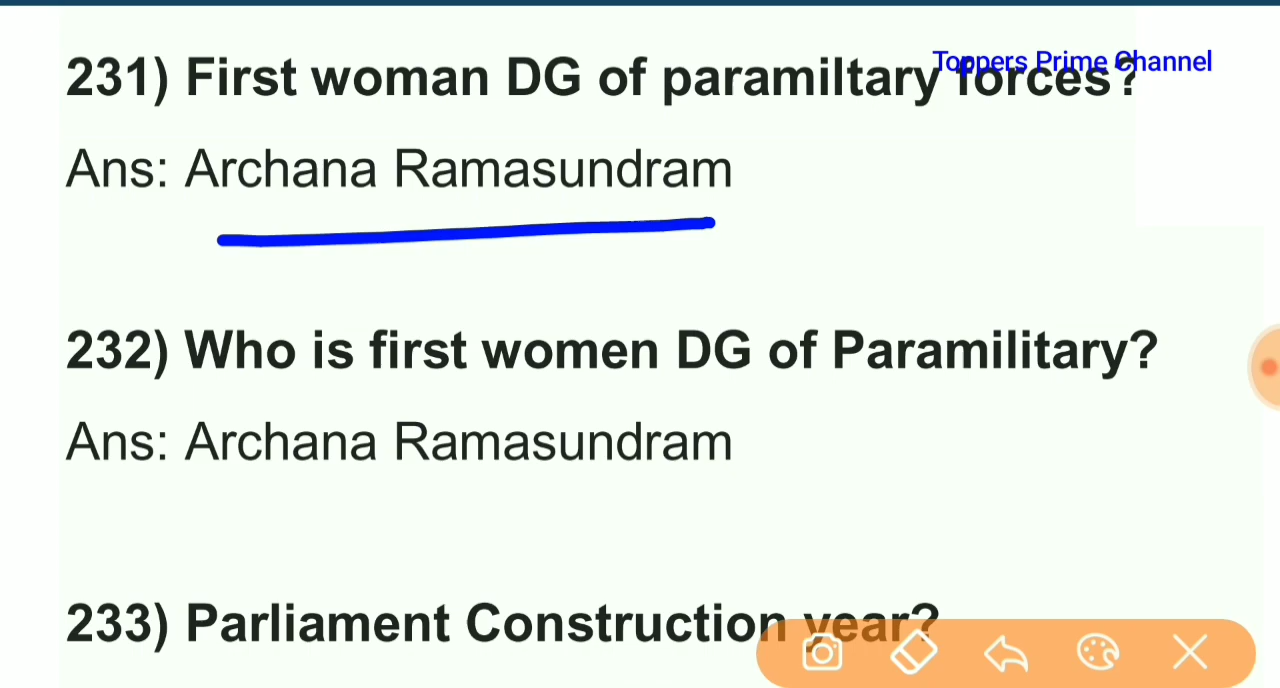 Toppers Prime Channel
231) First woman DG of paramiltary forces?
Ans: Archana Ramasundram
232) Who is first women DG of Paramilitary?
Ans: Archana Ramasundram
233) Parliament Construction year?